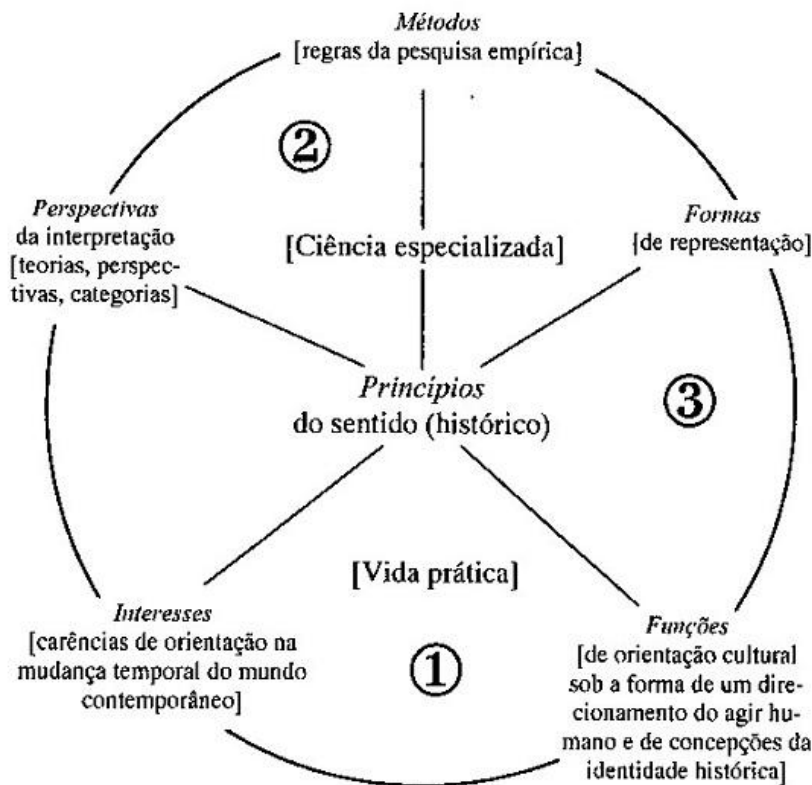 Métodos
[regras da pesquisa empírica]
②
Perspectivas
da interpretação
[teorias, perspec-
tivas, categorias]
Formas
[de representação]
[Ciência especializada]
Princípios
do sentido (histórico)
③
[Vida prática]
Interesses
[carências de orientação na
mudança temporal do mundo
contemporâneo]
①
Funções
[de orientação cultural
sob a forma de um dire-
cionamento do agir hu-
mano e de concepções da
identidade histórica]